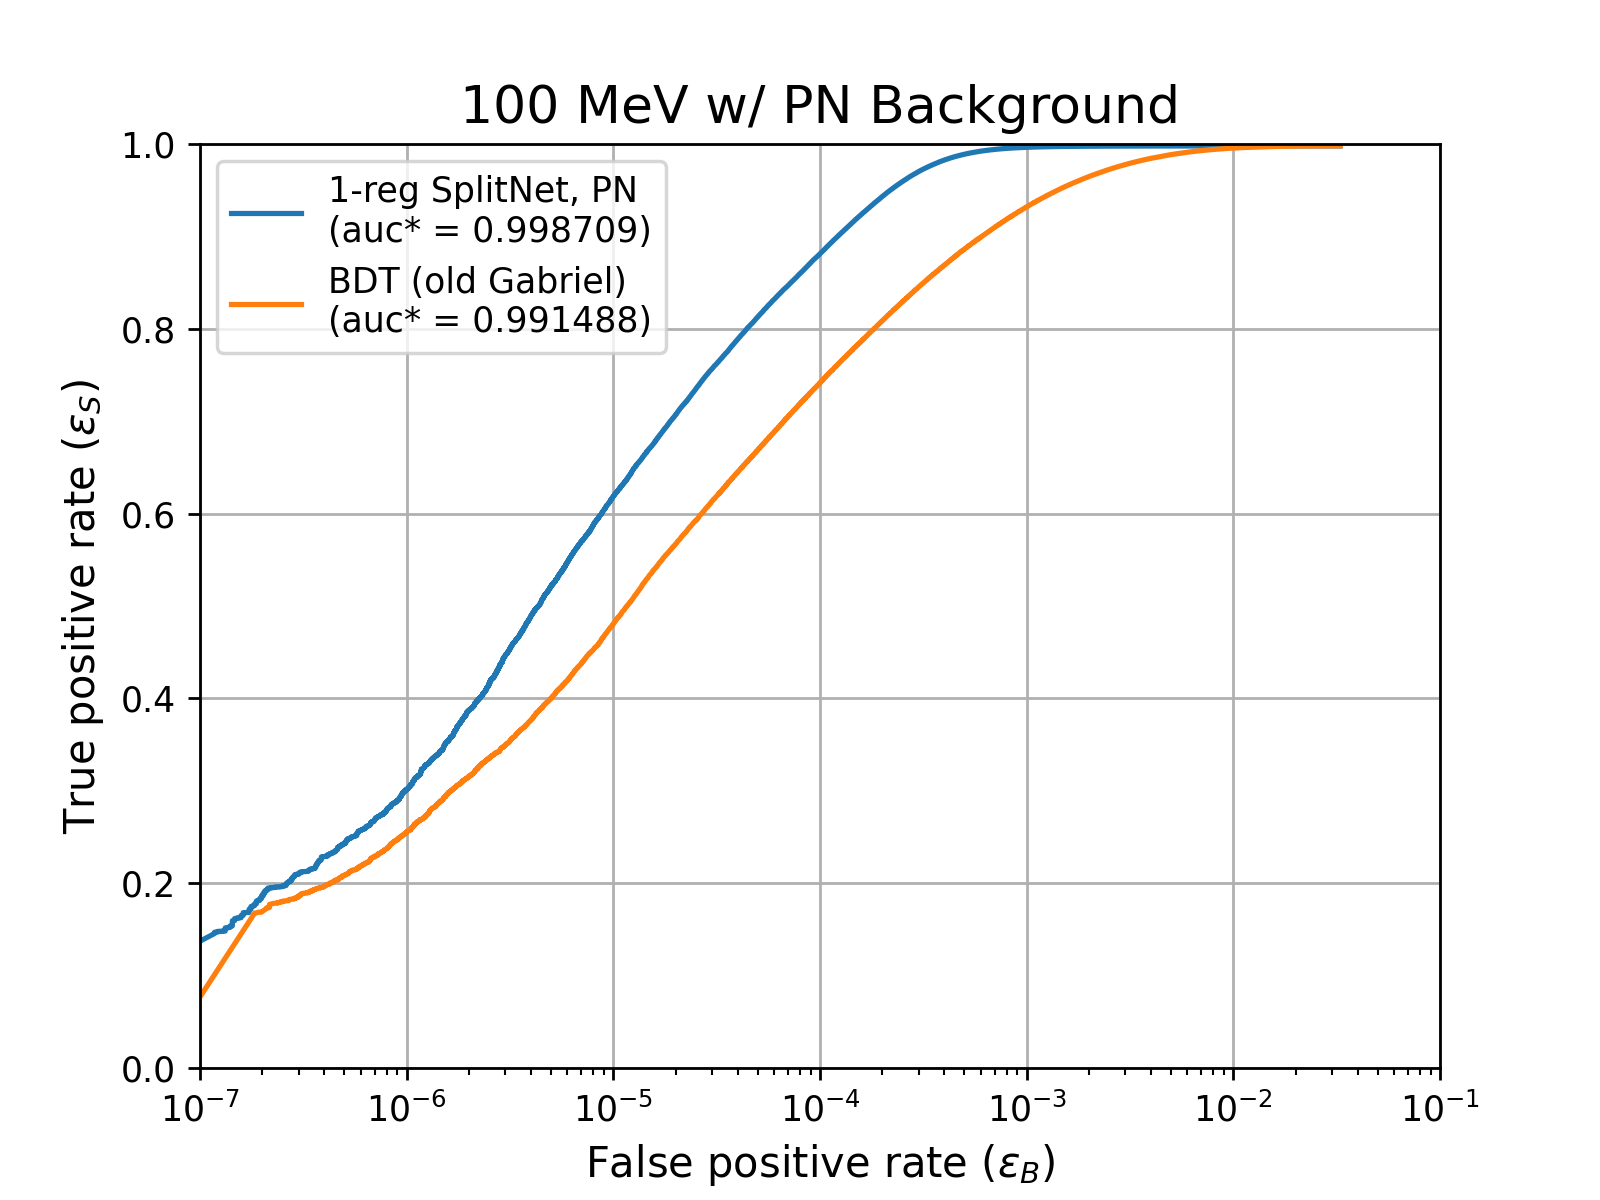 100 MeV w/ PN Background
1-reg SplitNet, PN
(auc* = 0.998709)
BDT (old Gabriel)
(auc* = 0.991488)
True positive rate (ε_S)
1.0
0.8
0.6
0.4
0.2
0.0
10⁻⁷ 10⁻⁶ 10⁻⁵ 10⁻⁴ 10⁻³ 10⁻² 10⁻¹
False positive rate (ε_B)